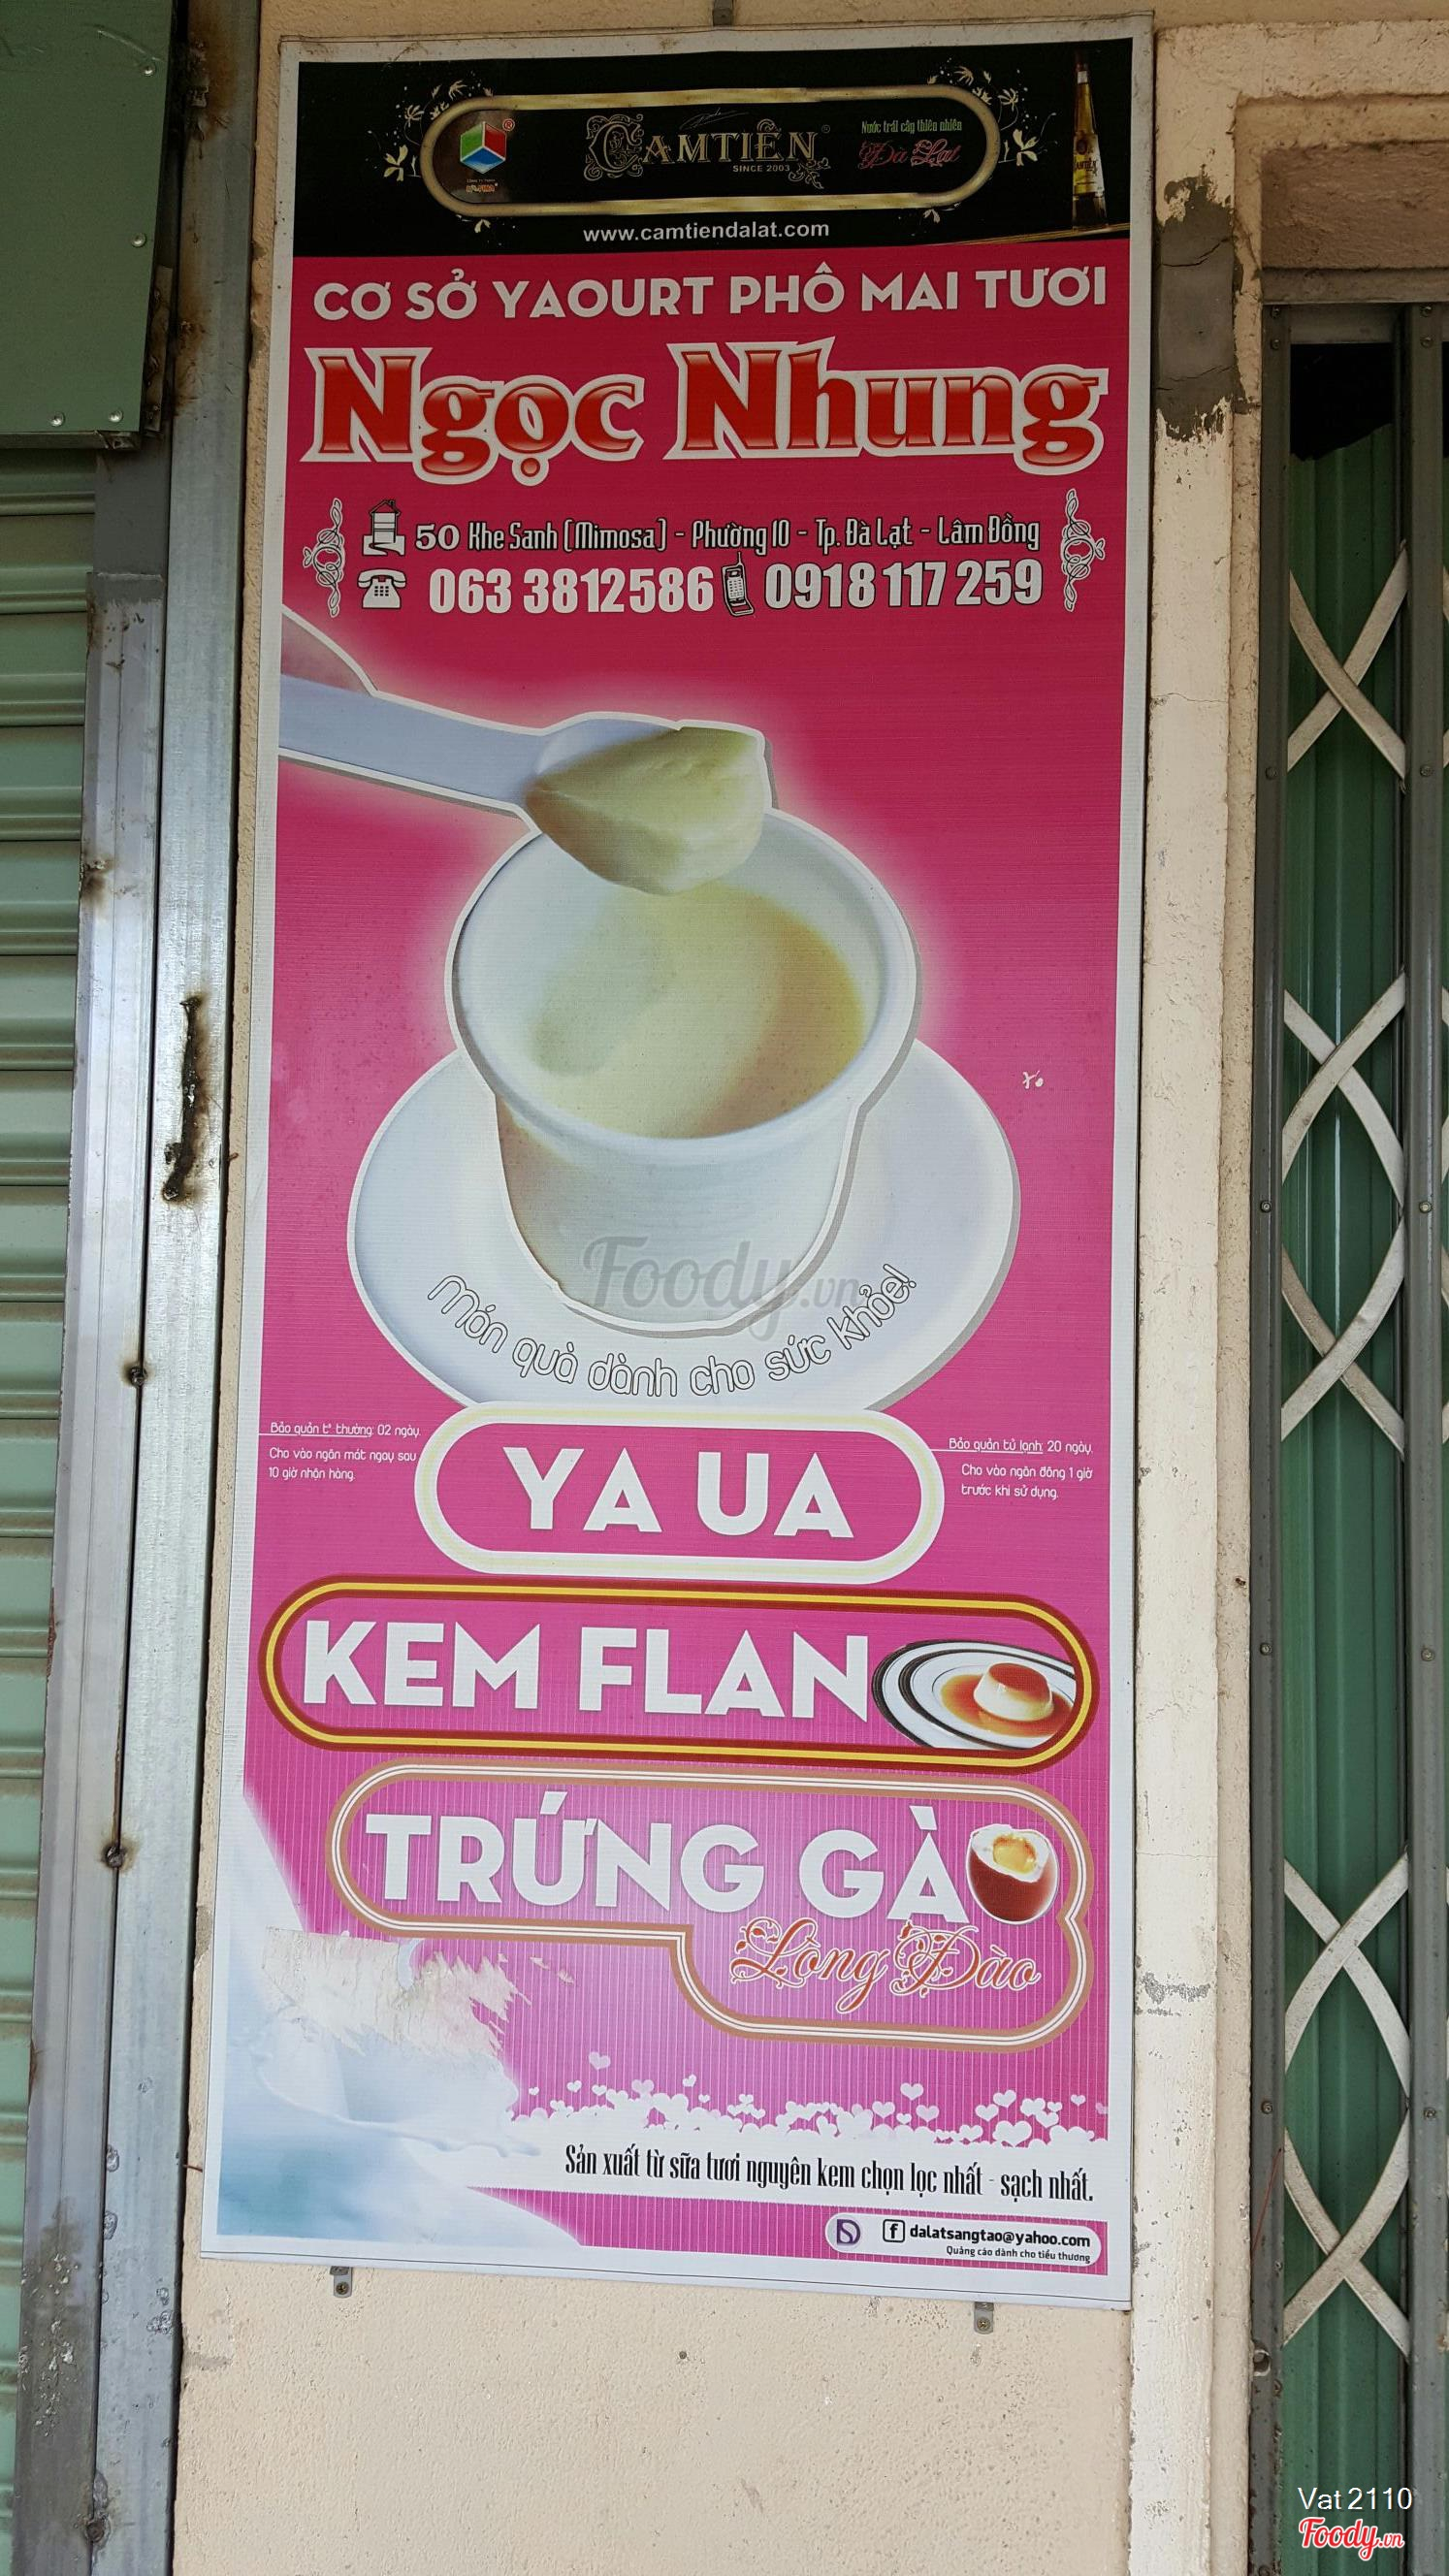 CAMTIÊN
SINCE 2003
Nước trái cây thiên nhiên
Đà Lạt
www.camtiendalat.com
CƠ SỞ YAOURT PHÔ MAI TƯƠI
Ngọc Nhung
50 Khe Sanh (Mimosa) - Phường 10 - Tp. Đà Lạt - Lâm Đồng
063 3812586 0918 117 259
Foody.vn
Món quà dành cho sức khỏe!
Bảo quản t° thường: 02 ngày.
Cho vào ngăn mát ngay sau
10 giờ nhận hàng.
YA UA
Bảo quản tủ lạnh: 20 ngày.
Cho vào ngăn đông 1 giờ
trước khi sử dụng.
KEM FLAN
TRỨNG GÀ
Lòng Đào
Sản xuất từ sữa tươi nguyên kem chọn lọc nhất - sạch nhất.
f dalatsangtao@yahoo.com
Quảng cáo dành cho tiểu thương
Vat 2110
Foody.vn